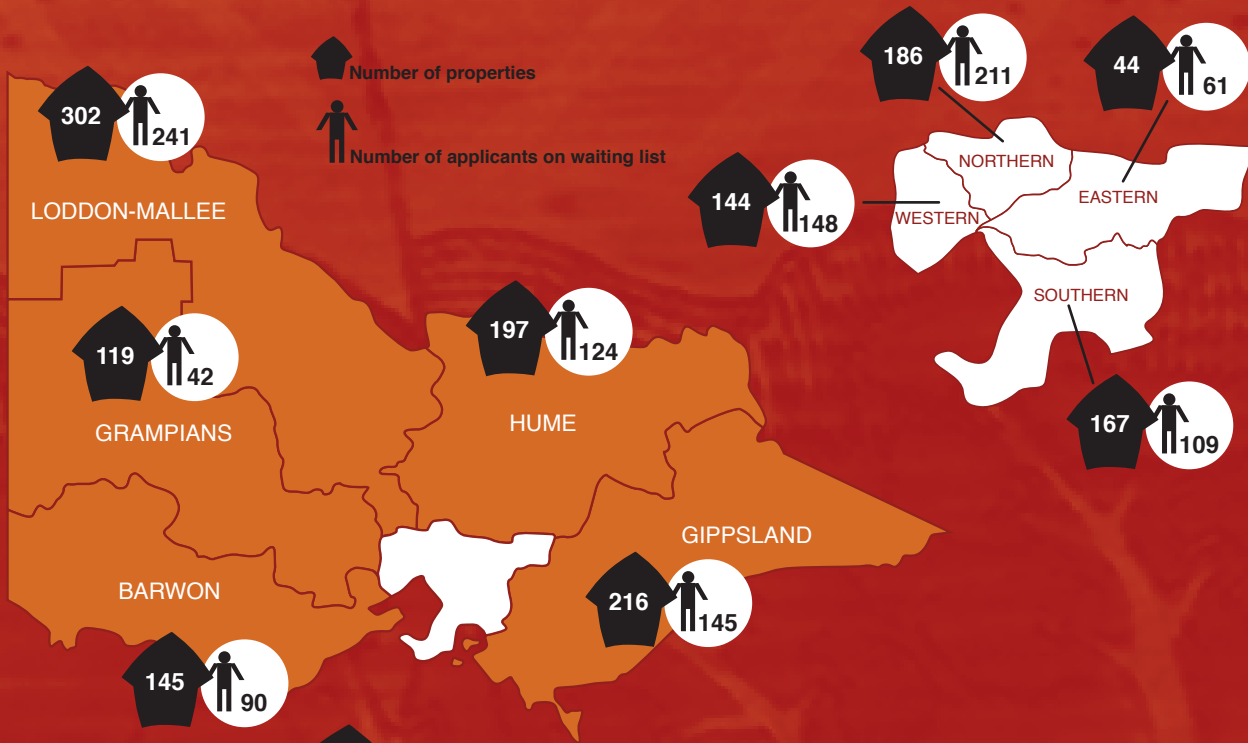 Number of properties
Number of applicants on waiting list
302
241
LODDON-MALLEE
119
42
GRAMPIANS
197
124
HUME
GIPPSLAND
216
145
BARWON
145
90
186
211
NORTHERN
44
61
EASTERN
144
148
WESTERN
SOUTHERN
167
109